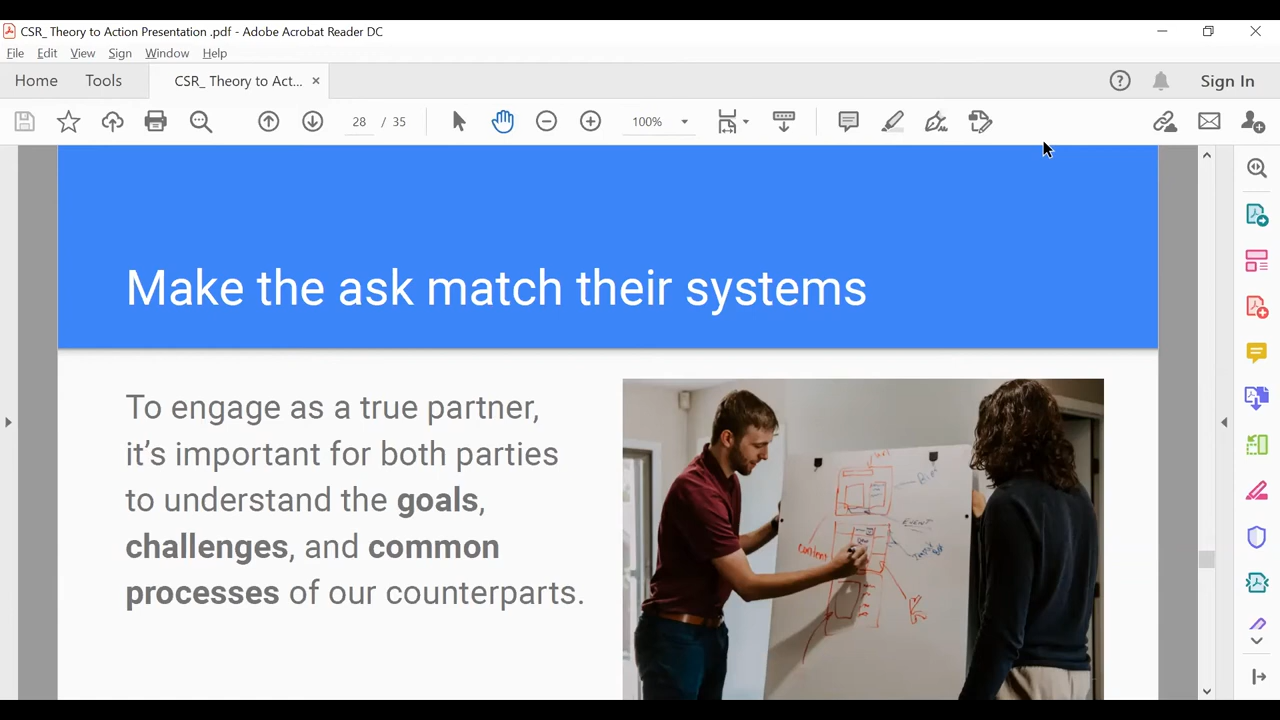 CSR_ Theory to Action Presentation .pdf - Adobe Acrobat Reader DC
File Edit View Sign Window Help
Home Tools CSR_ Theory to Act... × Sign In
28 / 35 100%
Make the ask match their systems
To engage as a true partner,
it’s important for both parties
to understand the goals,
challenges, and common
processes of our counterparts.
content